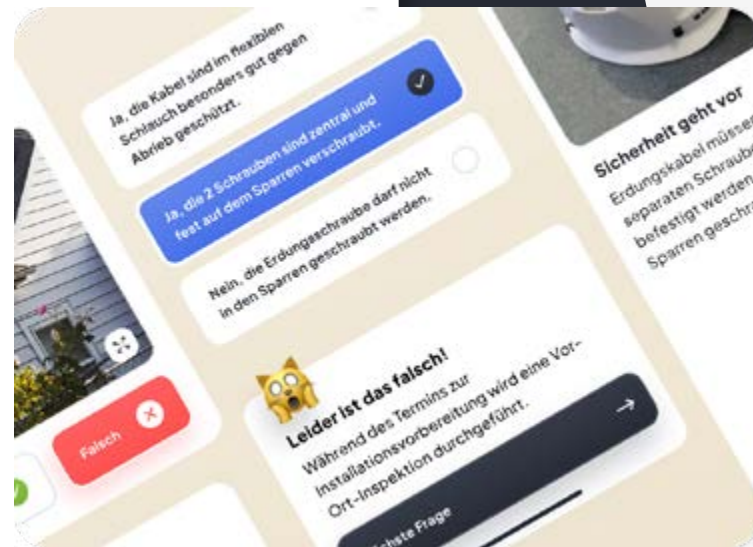 Ja, die Kabel sind im flexiblen
Schlauch besonders gut gegen
Abrieb geschützt.
Ja, die 2 Schrauben sind zentral und
fest auf dem Sparren verschraubt.
Nein, die Erdungsschraube darf nicht
in den Sparren geschraubt werden.
Falsch
Leider ist das falsch!
Während des Termins zur
Installationsvorbereitung wird eine Vor-
Ort-Inspektion durchgeführt.
Frage
Sicherheit geht vor
Erdungskabel
separaten
befestigt werden
Sparren